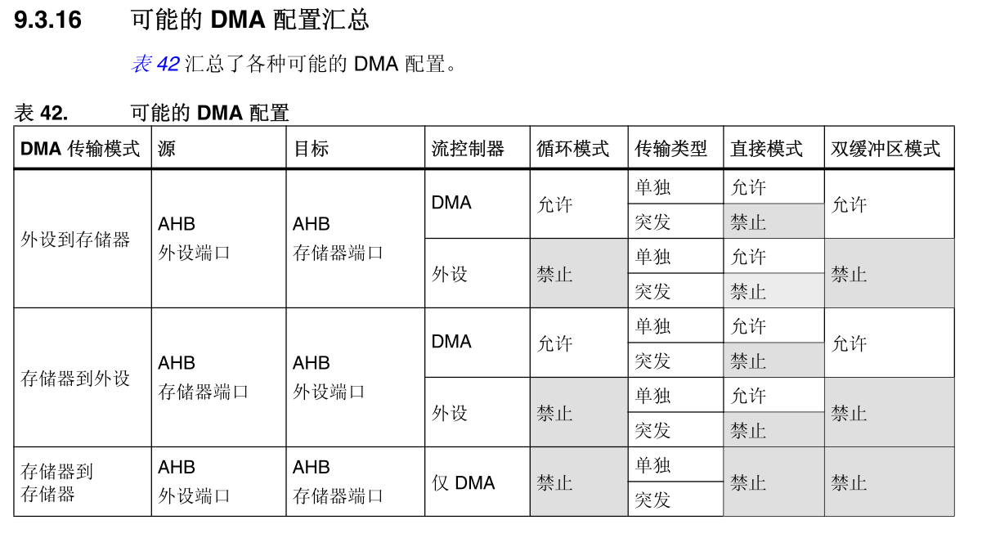 9.3.16 可能的 DMA 配置汇总
表 42 汇总了各种可能的 DMA 配置。
表 42. 可能的 DMA 配置
DMA 传输模式 源 目标 流控制器 循环模式 传输类型 直接模式 双缓冲区模式
外设到存储器
AHB
外设端口
AHB
存储器端口
DMA
允许
单独
允许
允许
突发
禁止
外设
禁止
单独
允许
禁止
突发
禁止
存储器到外设
AHB
存储器端口
AHB
外设端口
DMA
允许
单独
允许
允许
突发
禁止
外设
禁止
单独
允许
禁止
突发
禁止
存储器到
存储器
AHB
外设端口
AHB
存储器端口
仅 DMA
禁止
单独
禁止
禁止
突发